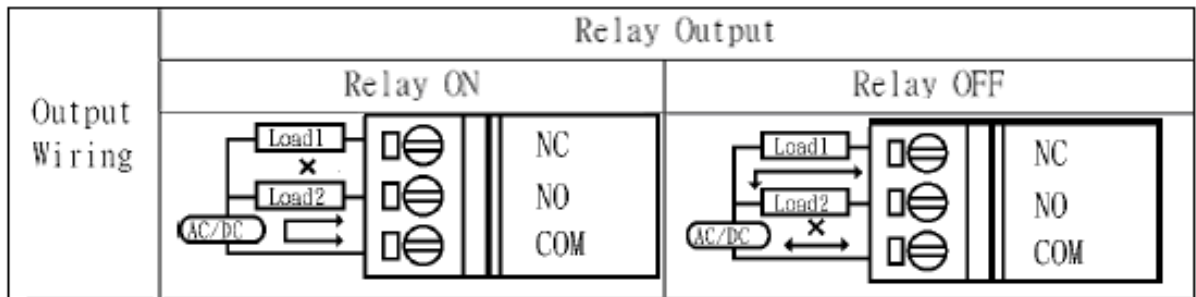 Relay Output
Output
Wiring
Relay ON
Relay OFF
Load1
NC
Load2
NO
AC/DC
COM
Load1
NC
Load2
NO
AC/DC
COM